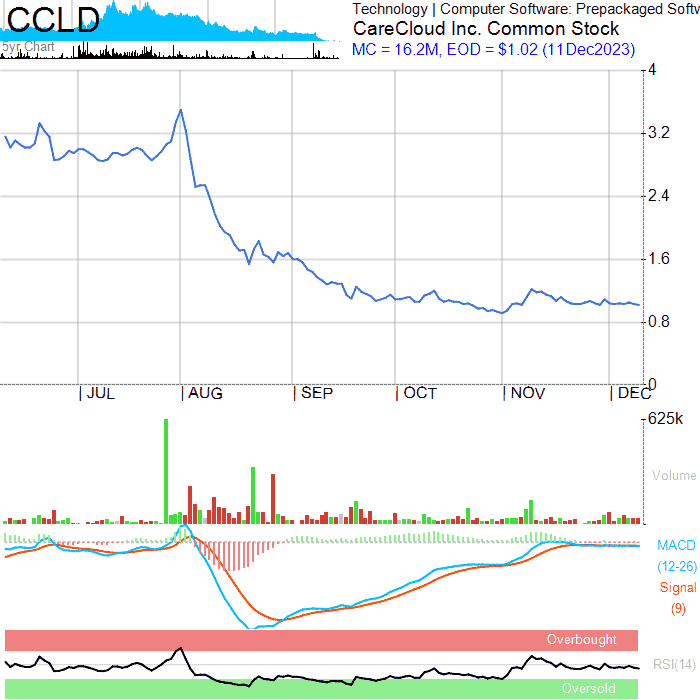 CCLD
5yr. Chart
Technology | Computer Software: Prepackaged Softw
CareCloud Inc. Common Stock
MC = 16.2M, EOD = $1.02 (11Dec2023)
4
3.2
2.4
1.6
0.8
0
| JUL | AUG | SEP | OCT | NOV | DEC
625k
Volume
MACD
(12-26)
Signal
(9)
Overbought
RSI(14)
Oversold